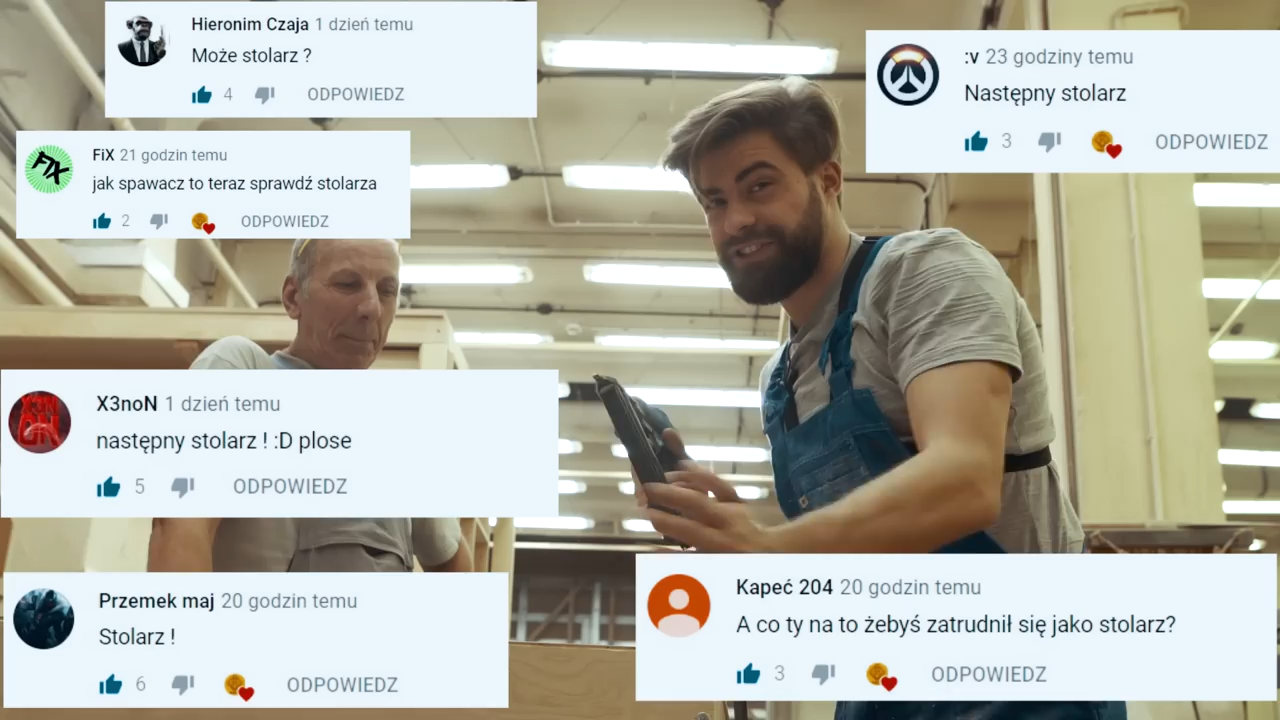 Hieronim Czaja 1 dzień temu
Może stolarz ?
4 ODPOWIEDZ
:v 23 godziny temu
Następny stolarz
3 ODPOWIEDZ
FiX
FiX 21 godzin temu
jak spawacz to teraz sprawdź stolarza
2 ODPOWIEDZ
X3NON
X3noN 1 dzień temu
następny stolarz ! :D plose
5 ODPOWIEDZ
Przemek maj 20 godzin temu
Stolarz !
6 ODPOWIEDZ
Kapeć 204 20 godzin temu
A co ty na to żebyś zatrudnił się jako stolarz?
3 ODPOWIEDZ